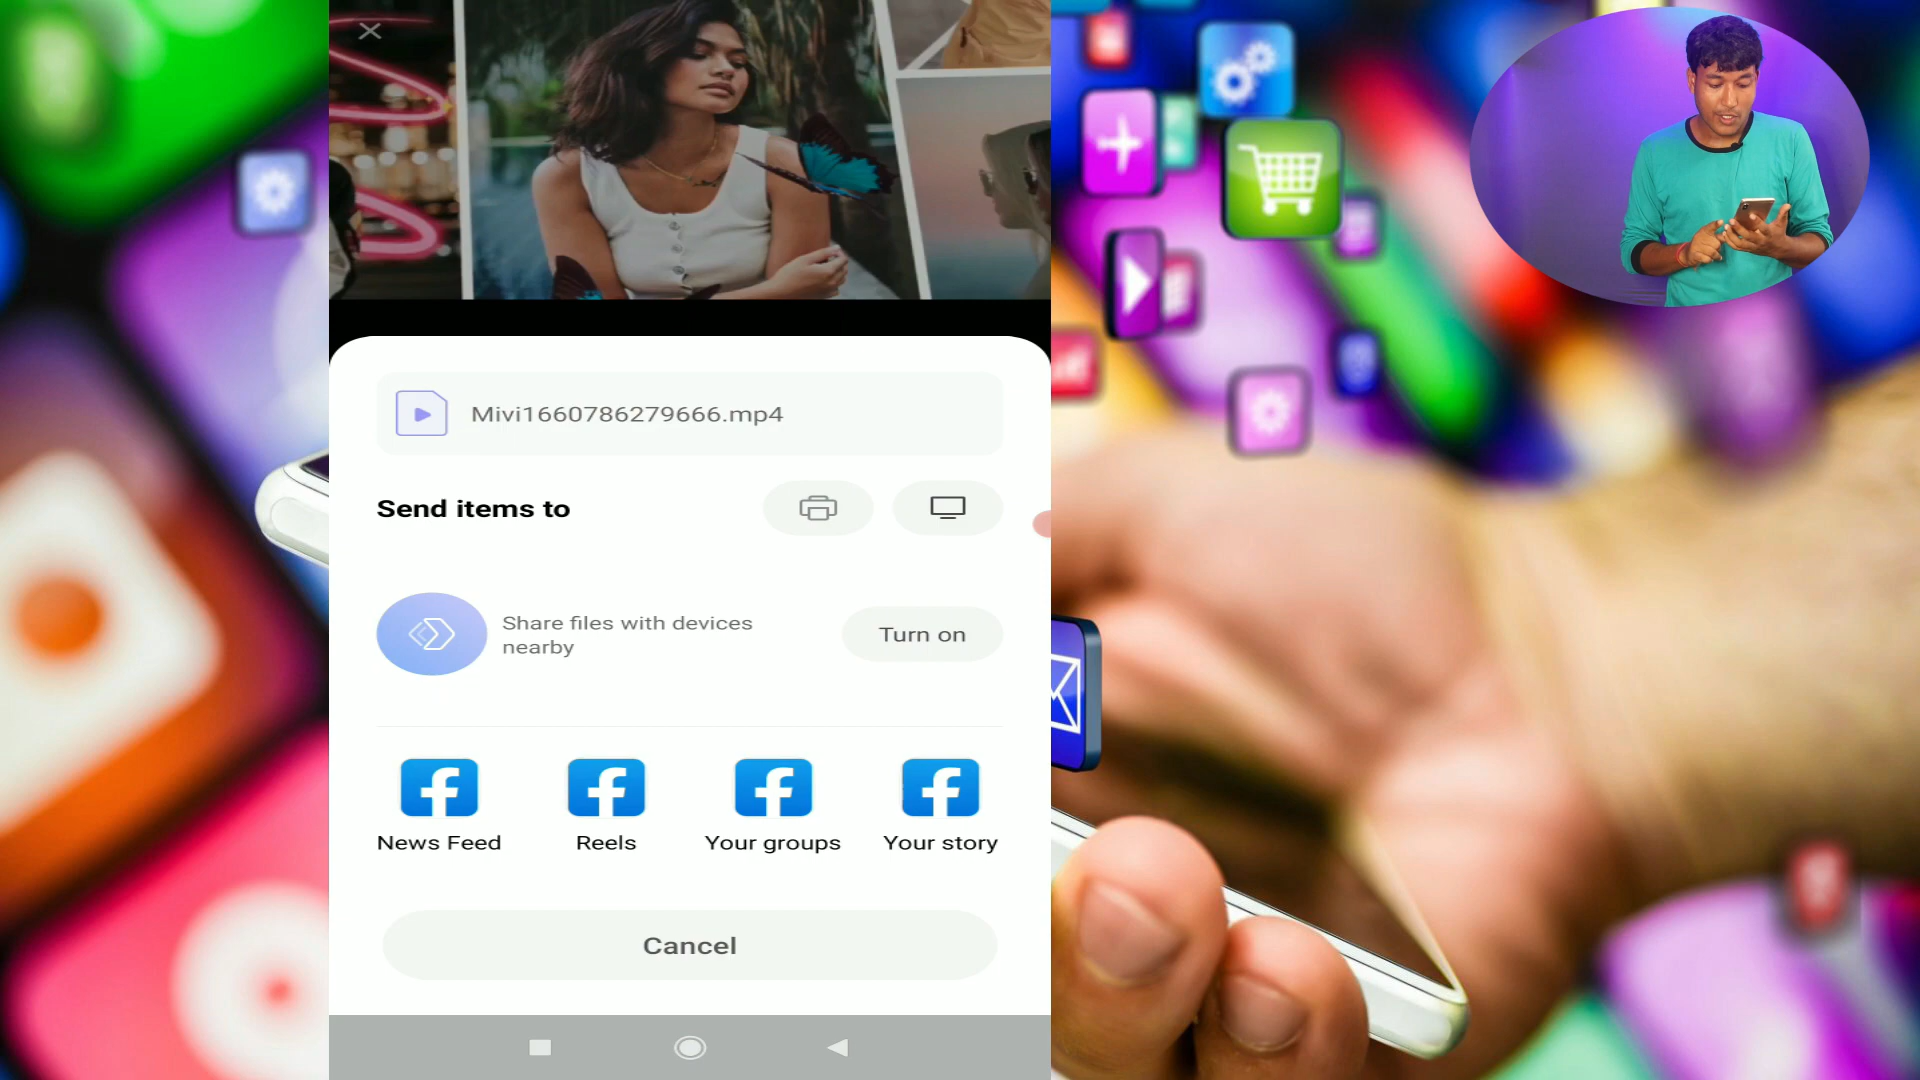 Mivi1660786279666.mp4
Send items to
Share files with devices
nearby
Turn on
News Feed
Reels
Your groups
Your story
Cancel